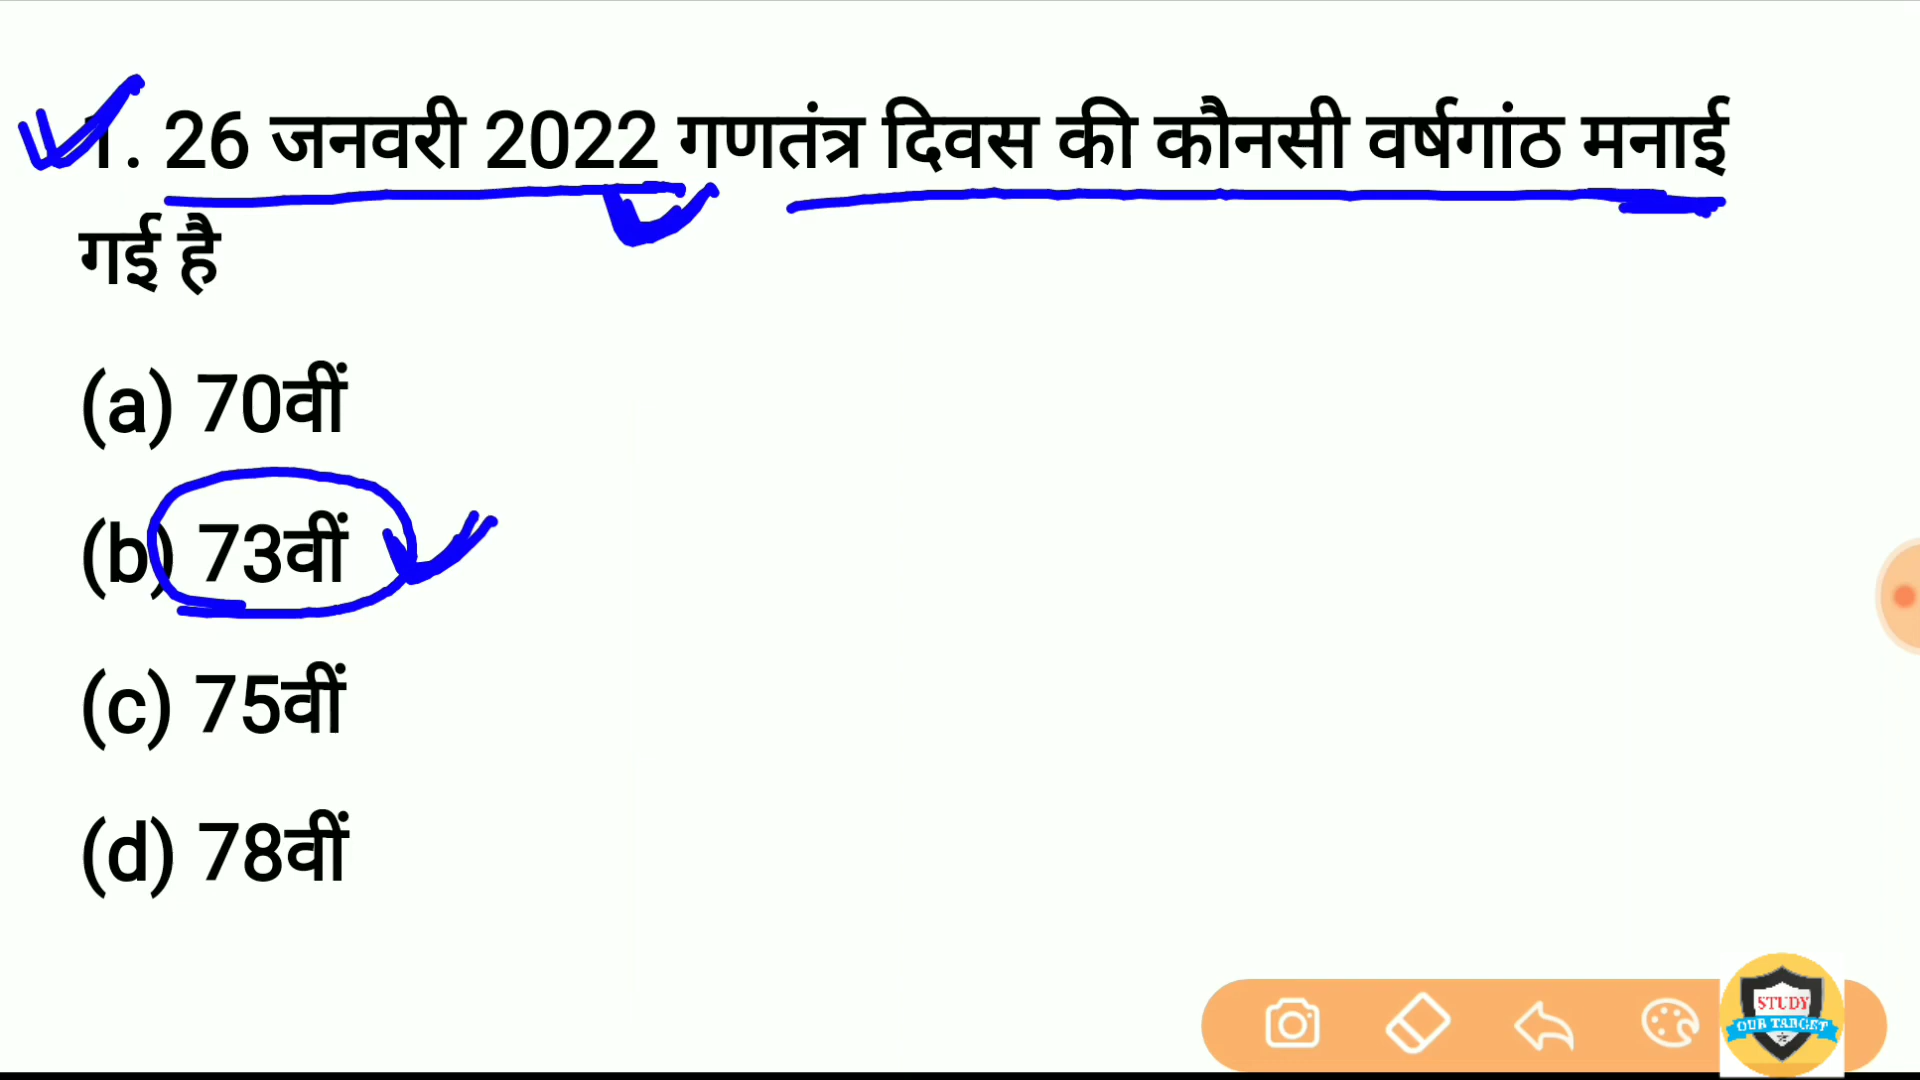 1. 26 जनवरी 2022 गणतंत्र दिवस की कौनसी वर्षगांठ मनाई
गई है
(a) 70वीं
(b) 73वीं
(c) 75वीं
(d) 78वीं
STUDY
OUR TARGET